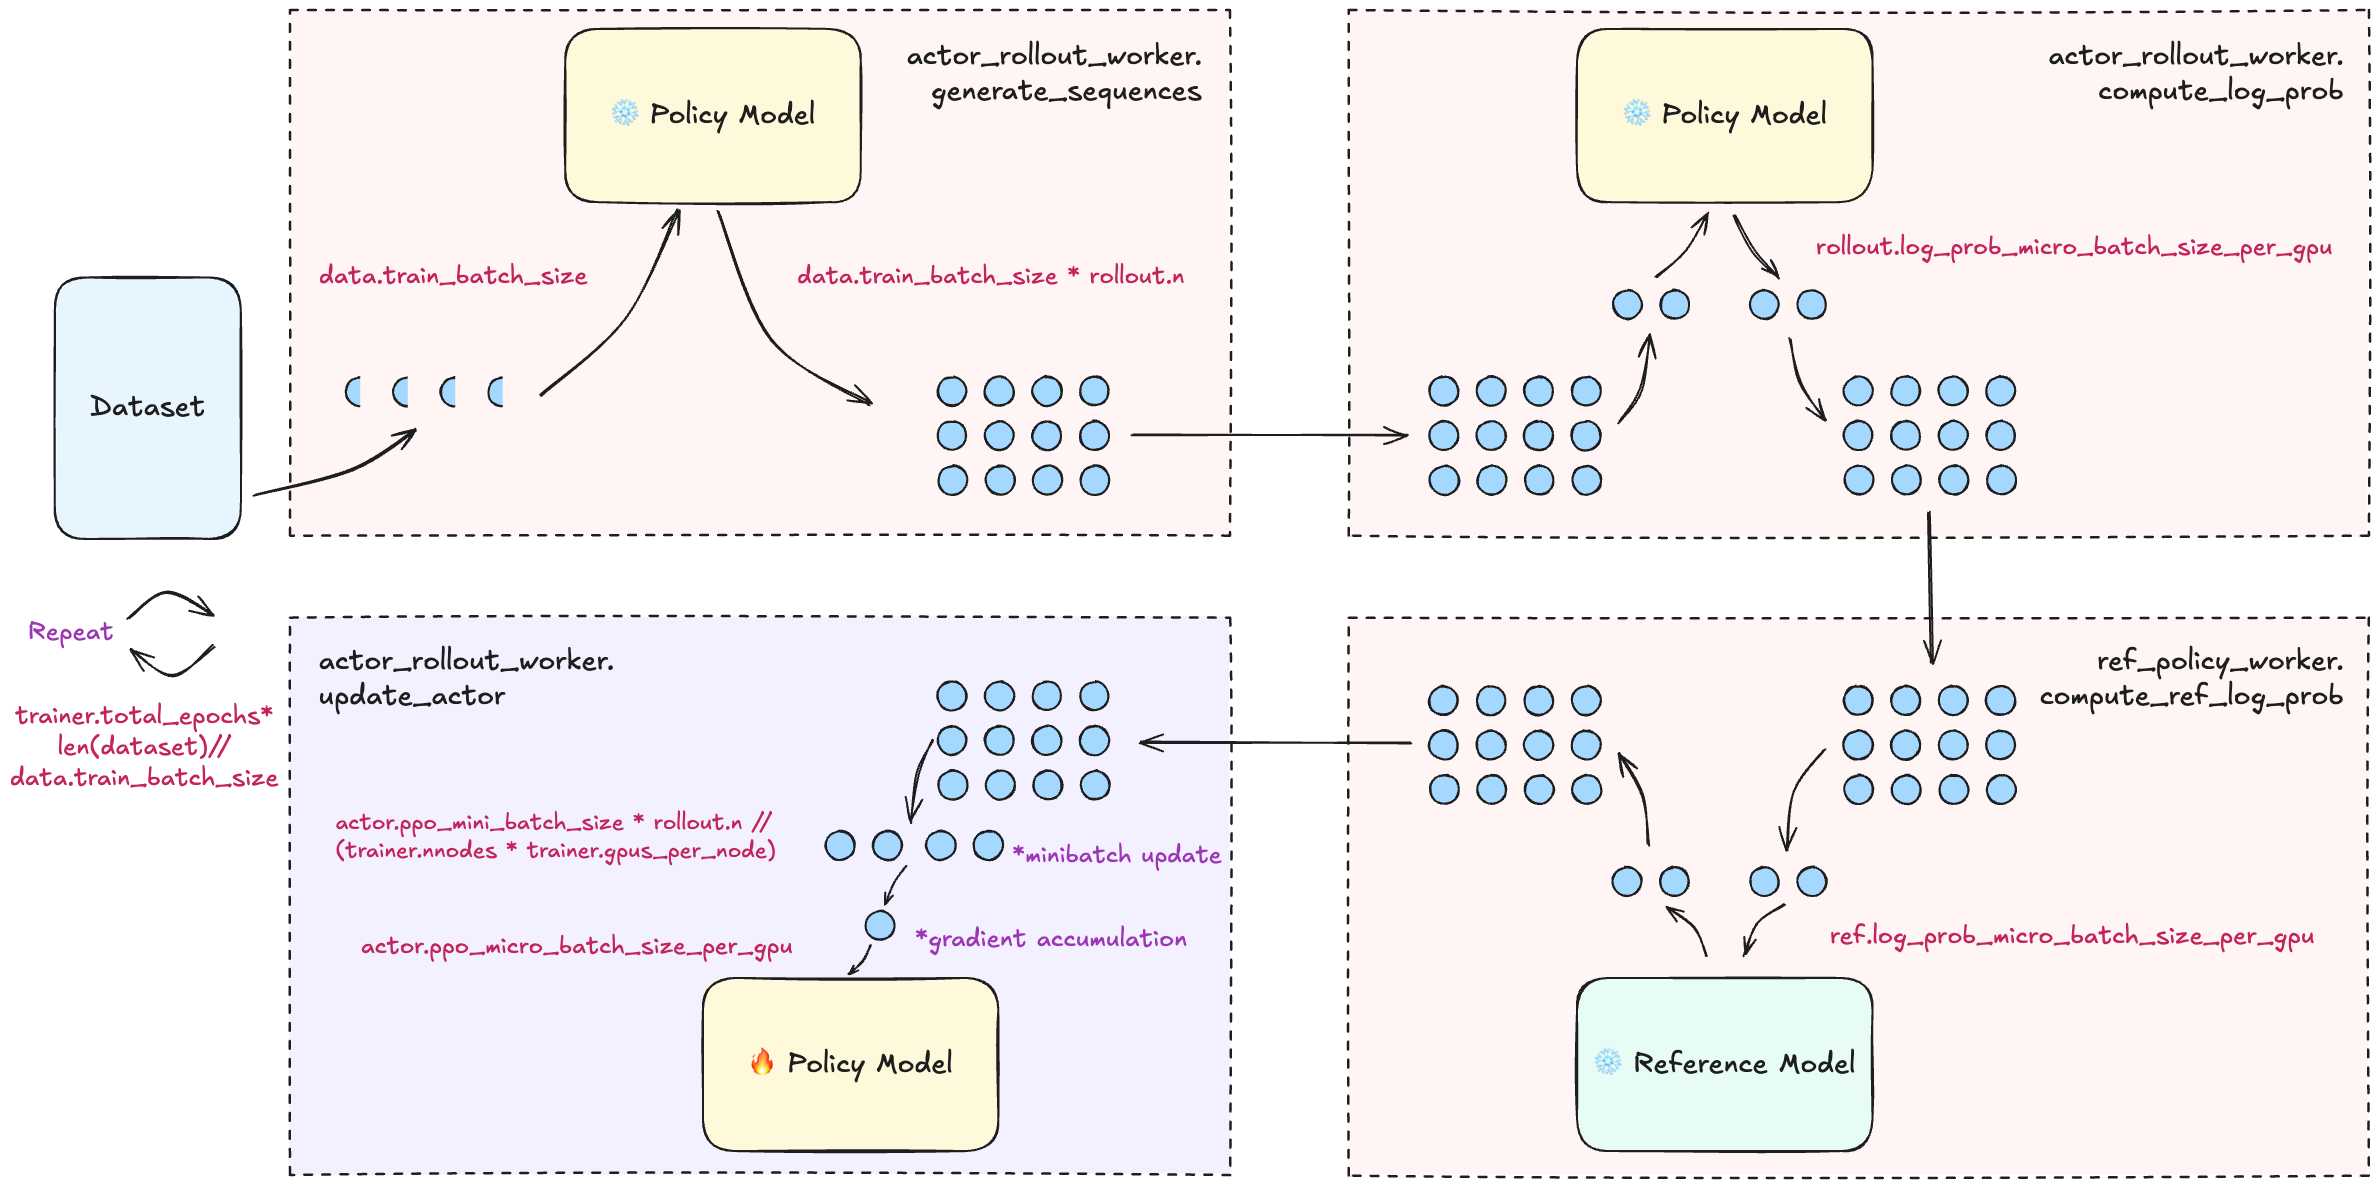 actor_rollout_worker.
generate_sequences
❄️ Policy Model
data.train_batch_size
data.train_batch_size * rollout.n
Dataset
actor_rollout_worker.
compute_log_prob
❄️ Policy Model
rollout.log_prob_micro_batch_size_per_gpu
Repeat
trainer.total_epochs*
len(dataset)//
data.train_batch_size
ref_policy_worker.
compute_ref_log_prob
ref.log_prob_micro_batch_size_per_gpu
❄️ Reference Model
actor_rollout_worker.
update_actor
actor.ppo_mini_batch_size * rollout.n //
(trainer.nnodes * trainer.gpus_per_node)
*minibatch update
actor.ppo_micro_batch_size_per_gpu
*gradient accumulation
🔥 Policy Model